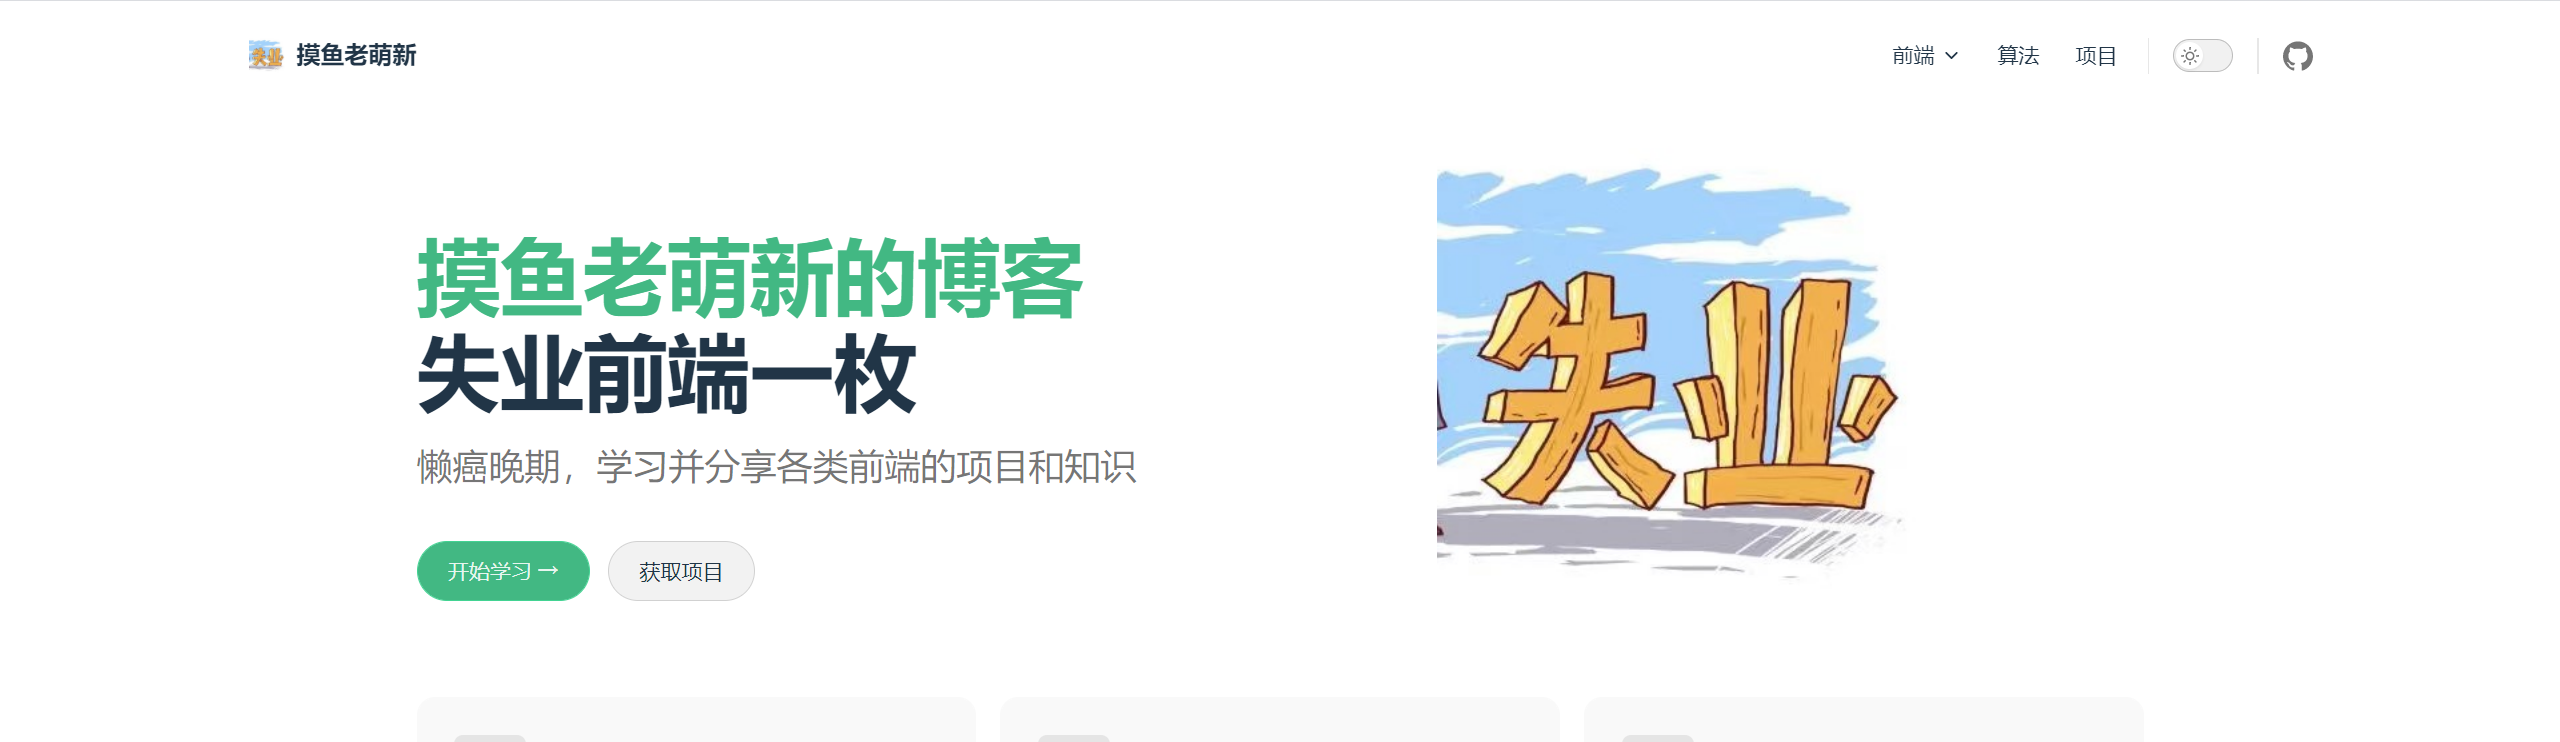 摸鱼老萌新
前端 算法 项目
摸鱼老萌新的博客
失业前端一枚
懒癌晚期，学习并分享各类前端的项目和知识
开始学习 →
获取项目
失业
失业